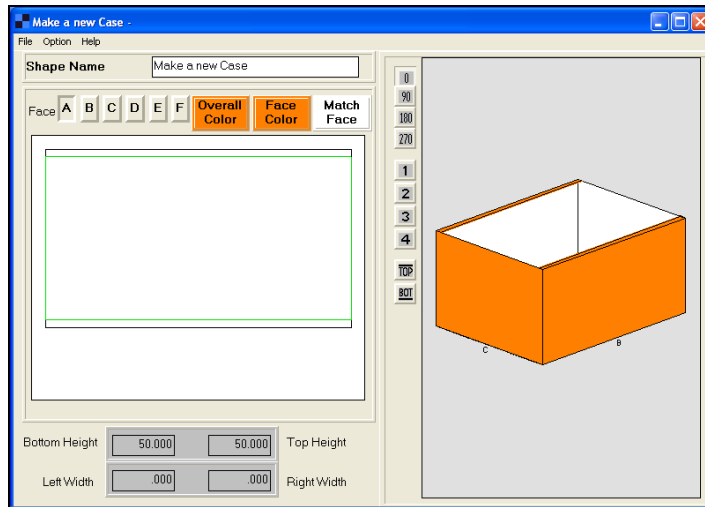 Make a new Case -
File Option Help
Shape Name Make a new Case
Face A B C D E F Overall Color Face Color Match Face
0
90
180
270
1
2
3
4
TOP
BOT
C
B
Bottom Height 50.000 50.000 Top Height
Left Width .000 .000 Right Width